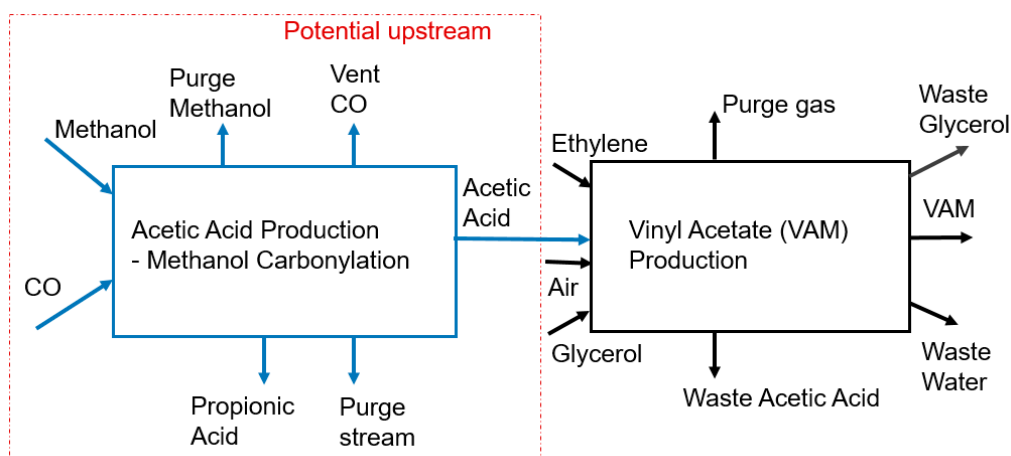 Potential upstream
Purge
Methanol
Vent
CO
Methanol
Acetic Acid Production
- Methanol Carbonylation
CO
Propionic
Acid
Purge
stream
Acetic
Acid
Ethylene
Air
Glycerol
Purge gas
Vinyl Acetate (VAM)
Production
Waste
Glycerol
VAM
Waste
Water
Waste Acetic Acid